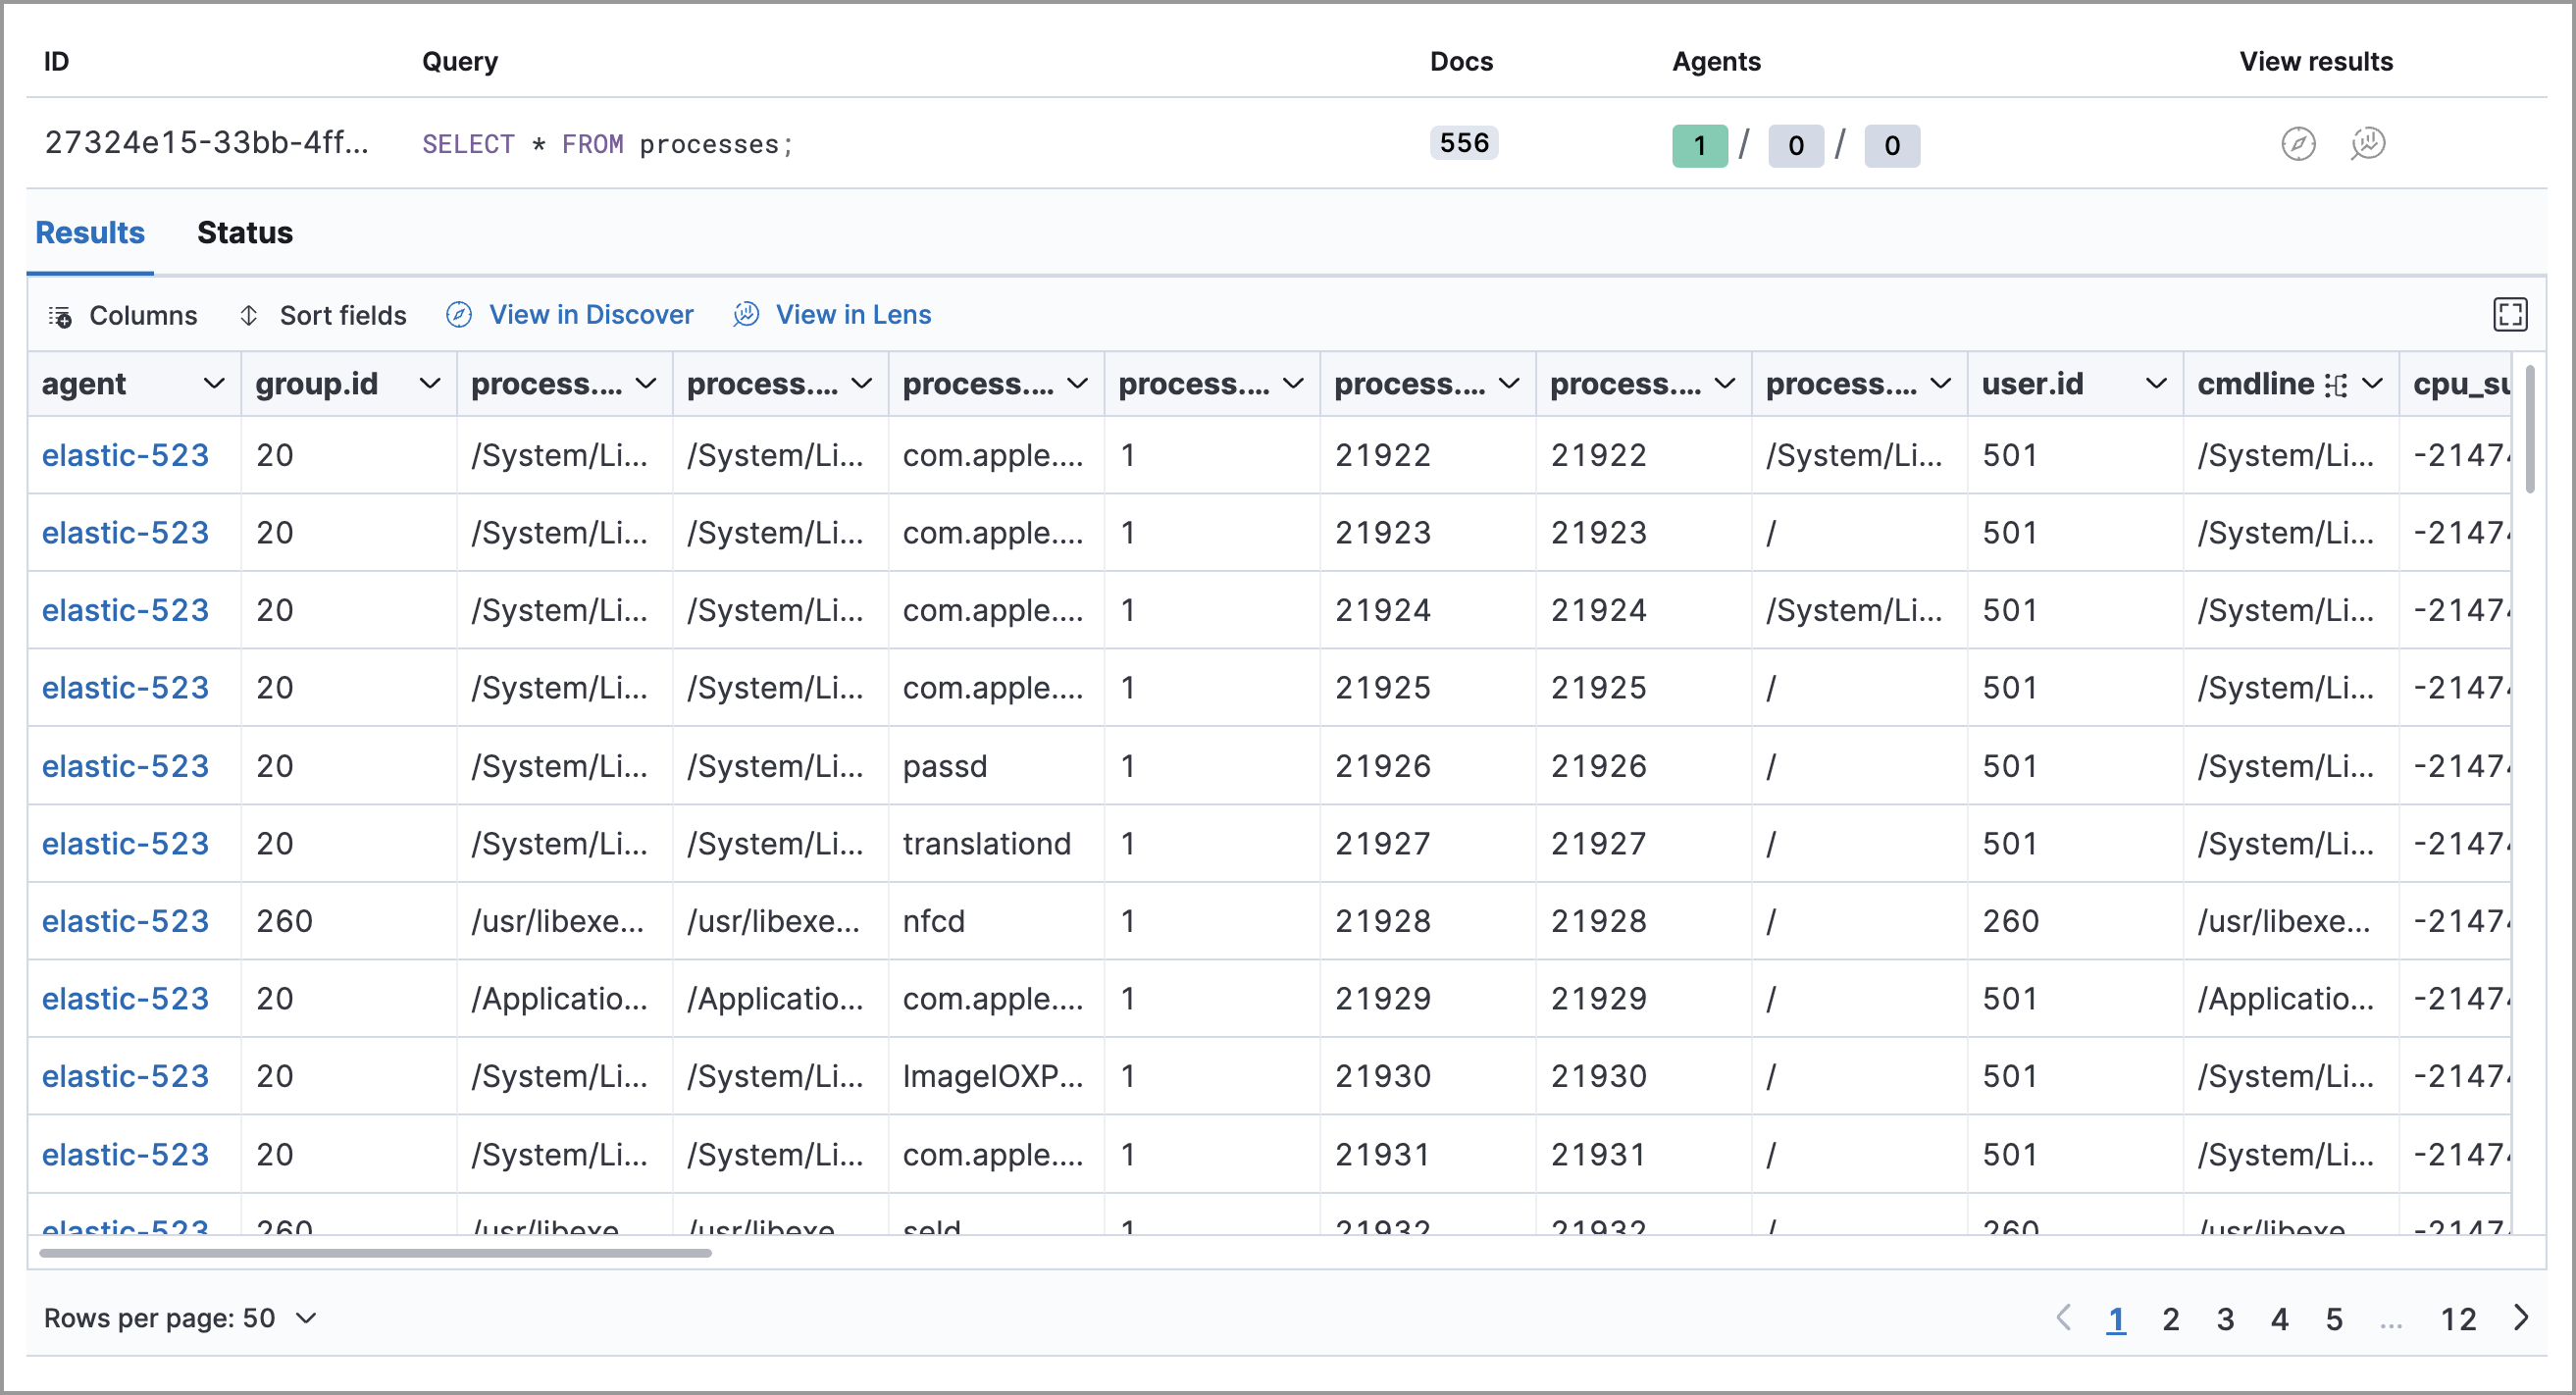 ID Query Docs Agents View results
27324e15-33bb-4ff... SELECT * FROM processes; 556 1 / 0 / 0
Results Status
Columns Sort fields View in Discover View in Lens
agent group.id process.... process.... process.... process.... process.... process.... process.... user.id cmdline cpu_su
elastic-523 20 /System/Li... /System/Li... com.apple.... 1 21922 21922 /System/Li... 501 /System/Li... -2147
elastic-523 20 /System/Li... /System/Li... com.apple.... 1 21923 21923 / 501 /System/Li... -2147
elastic-523 20 /System/Li... /System/Li... com.apple.... 1 21924 21924 /System/Li... 501 /System/Li... -2147
elastic-523 20 /System/Li... /System/Li... com.apple.... 1 21925 21925 / 501 /System/Li... -2147
elastic-523 20 /System/Li... /System/Li... passd 1 21926 21926 / 501 /System/Li... -2147
elastic-523 20 /System/Li... /System/Li... translationd 1 21927 21927 / 501 /System/Li... -2147
elastic-523 260 /usr/libexe... /usr/libexe... nfcd 1 21928 21928 / 260 /usr/libexe... -2147
elastic-523 20 /Applicatio... /Applicatio... com.apple.... 1 21929 21929 / 501 /Applicatio... -2147
elastic-523 20 /System/Li... /System/Li... ImageIOXP... 1 21930 21930 / 501 /System/Li... -2147
elastic-523 20 /System/Li... /System/Li... com.apple.... 1 21931 21931 / 501 /System/Li... -2147
elastic-523 260 /usr/libexe /usr/libexe seld 1 21932 21932 / 260 /usr/libexe -2147
Rows per page: 50 1 2 3 4 5 ... 12